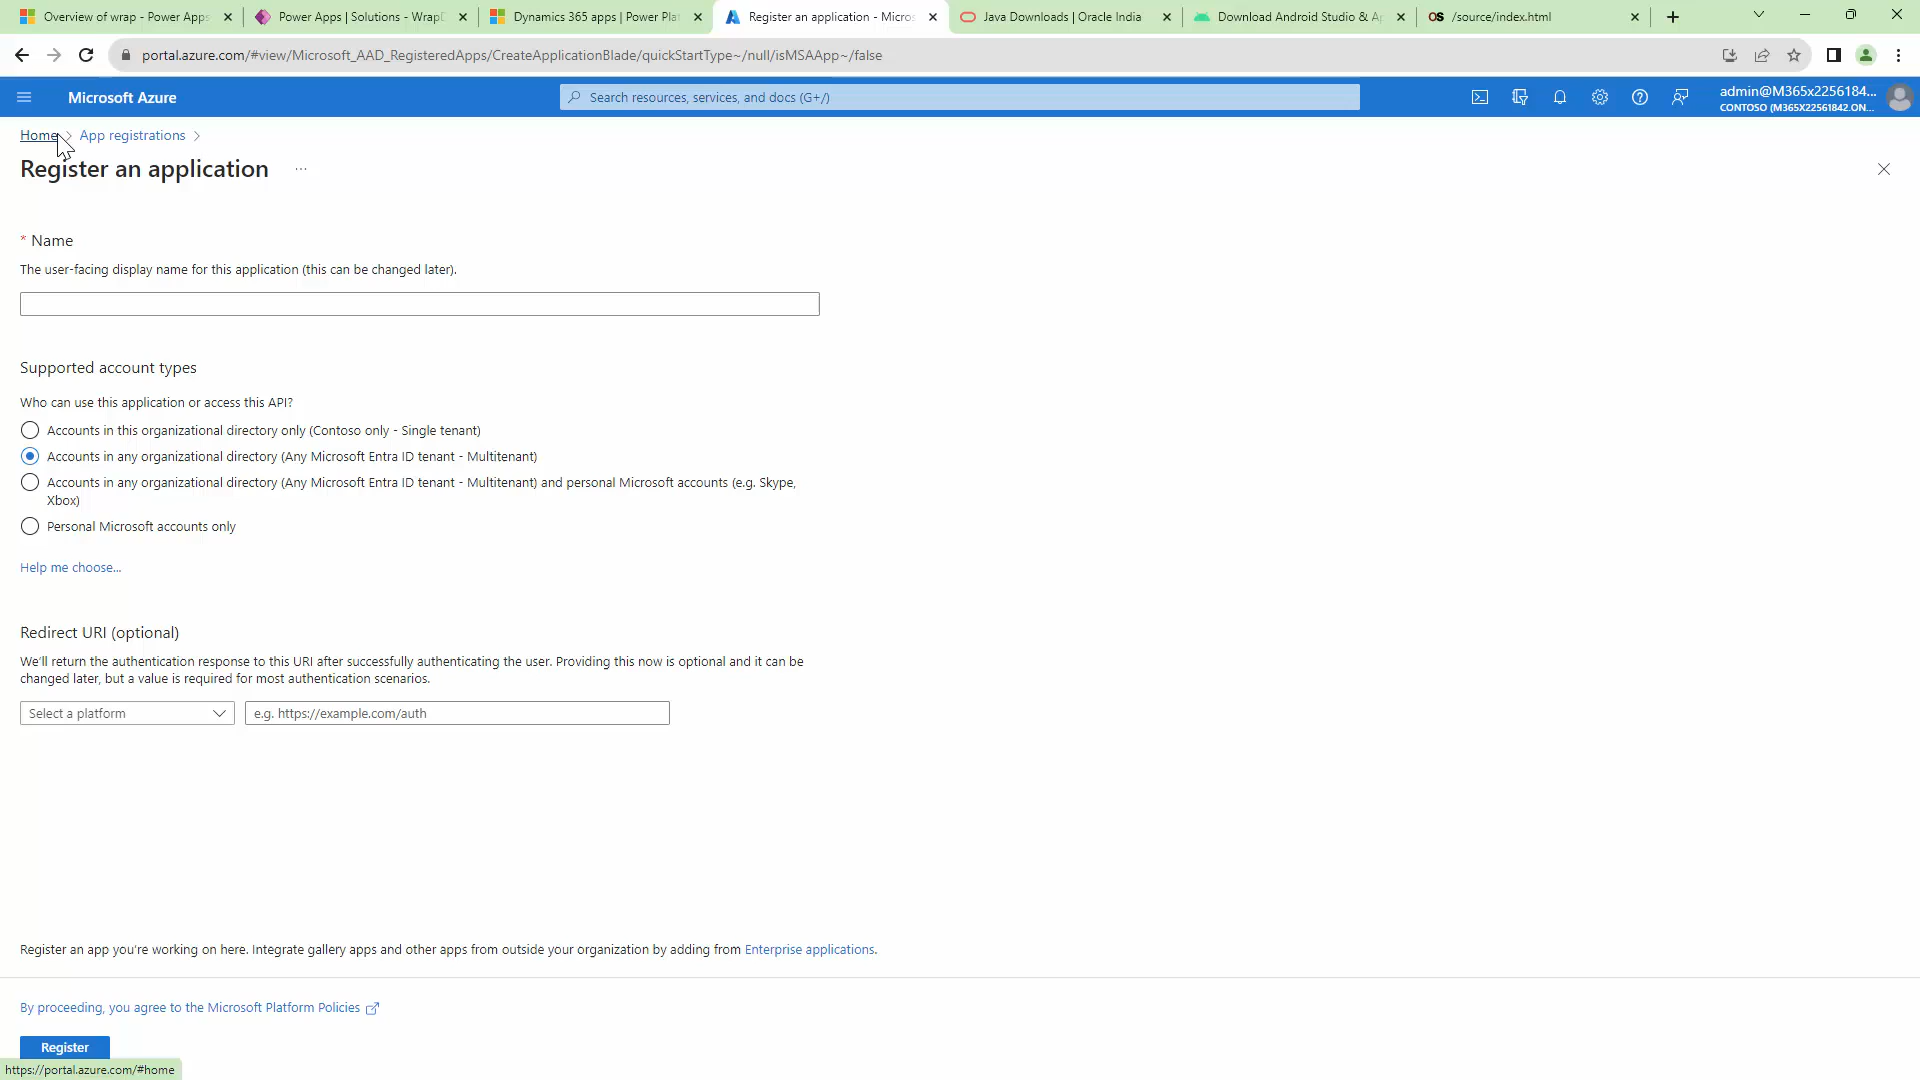 Overview of wrap - Power Apps
Power Apps | Solutions - Wrap
Dynamics 365 apps | Power Pla
Register an application - Micros
Java Downloads | Oracle India
Download Android Studio & A
/source/index.html
portal.azure.com/#view/Microsoft_AAD_RegisteredApps/CreateApplicationBlade/quickStartType~/null/isMSAApp~/false
Microsoft Azure
Search resources, services, and docs (G+/)
admin@M365x2256184...
CONTOSO (M365X22561842.ON...
Home > App registrations >
Register an application ...
* Name
The user-facing display name for this application (this can be changed later).
Supported account types
Who can use this application or access this API?
Accounts in this organizational directory only (Contoso only - Single tenant)
Accounts in any organizational directory (Any Microsoft Entra ID tenant - Multitenant)
Accounts in any organizational directory (Any Microsoft Entra ID tenant - Multitenant) and personal Microsoft accounts (e.g. Skype,
Xbox)
Personal Microsoft accounts only
Help me choose...
Redirect URI (optional)
We'll return the authentication response to this URI after successfully authenticating the user. Providing this now is optional and it can be
changed later, but a value is required for most authentication scenarios.
Select a platform
e.g. https://example.com/auth
Register an app you're working on here. Integrate gallery apps and other apps from outside your organization by adding from Enterprise applications.
By proceeding, you agree to the Microsoft Platform Policies
Register
https://portal.azure.com/#home